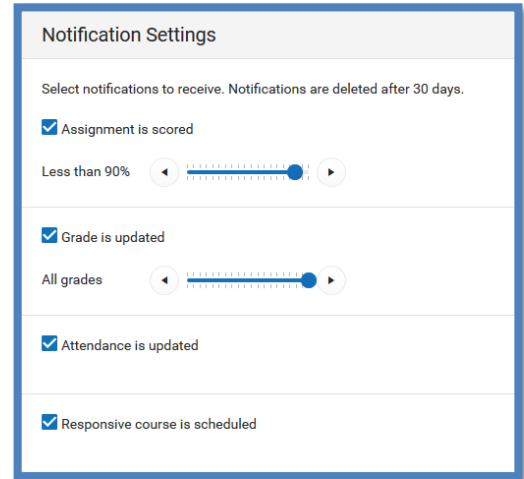 Notification Settings
Select notifications to receive. Notifications are deleted after 30 days.
Assignment is scored
Less than 90%
Grade is updated
All grades
Attendance is updated
Responsive course is scheduled